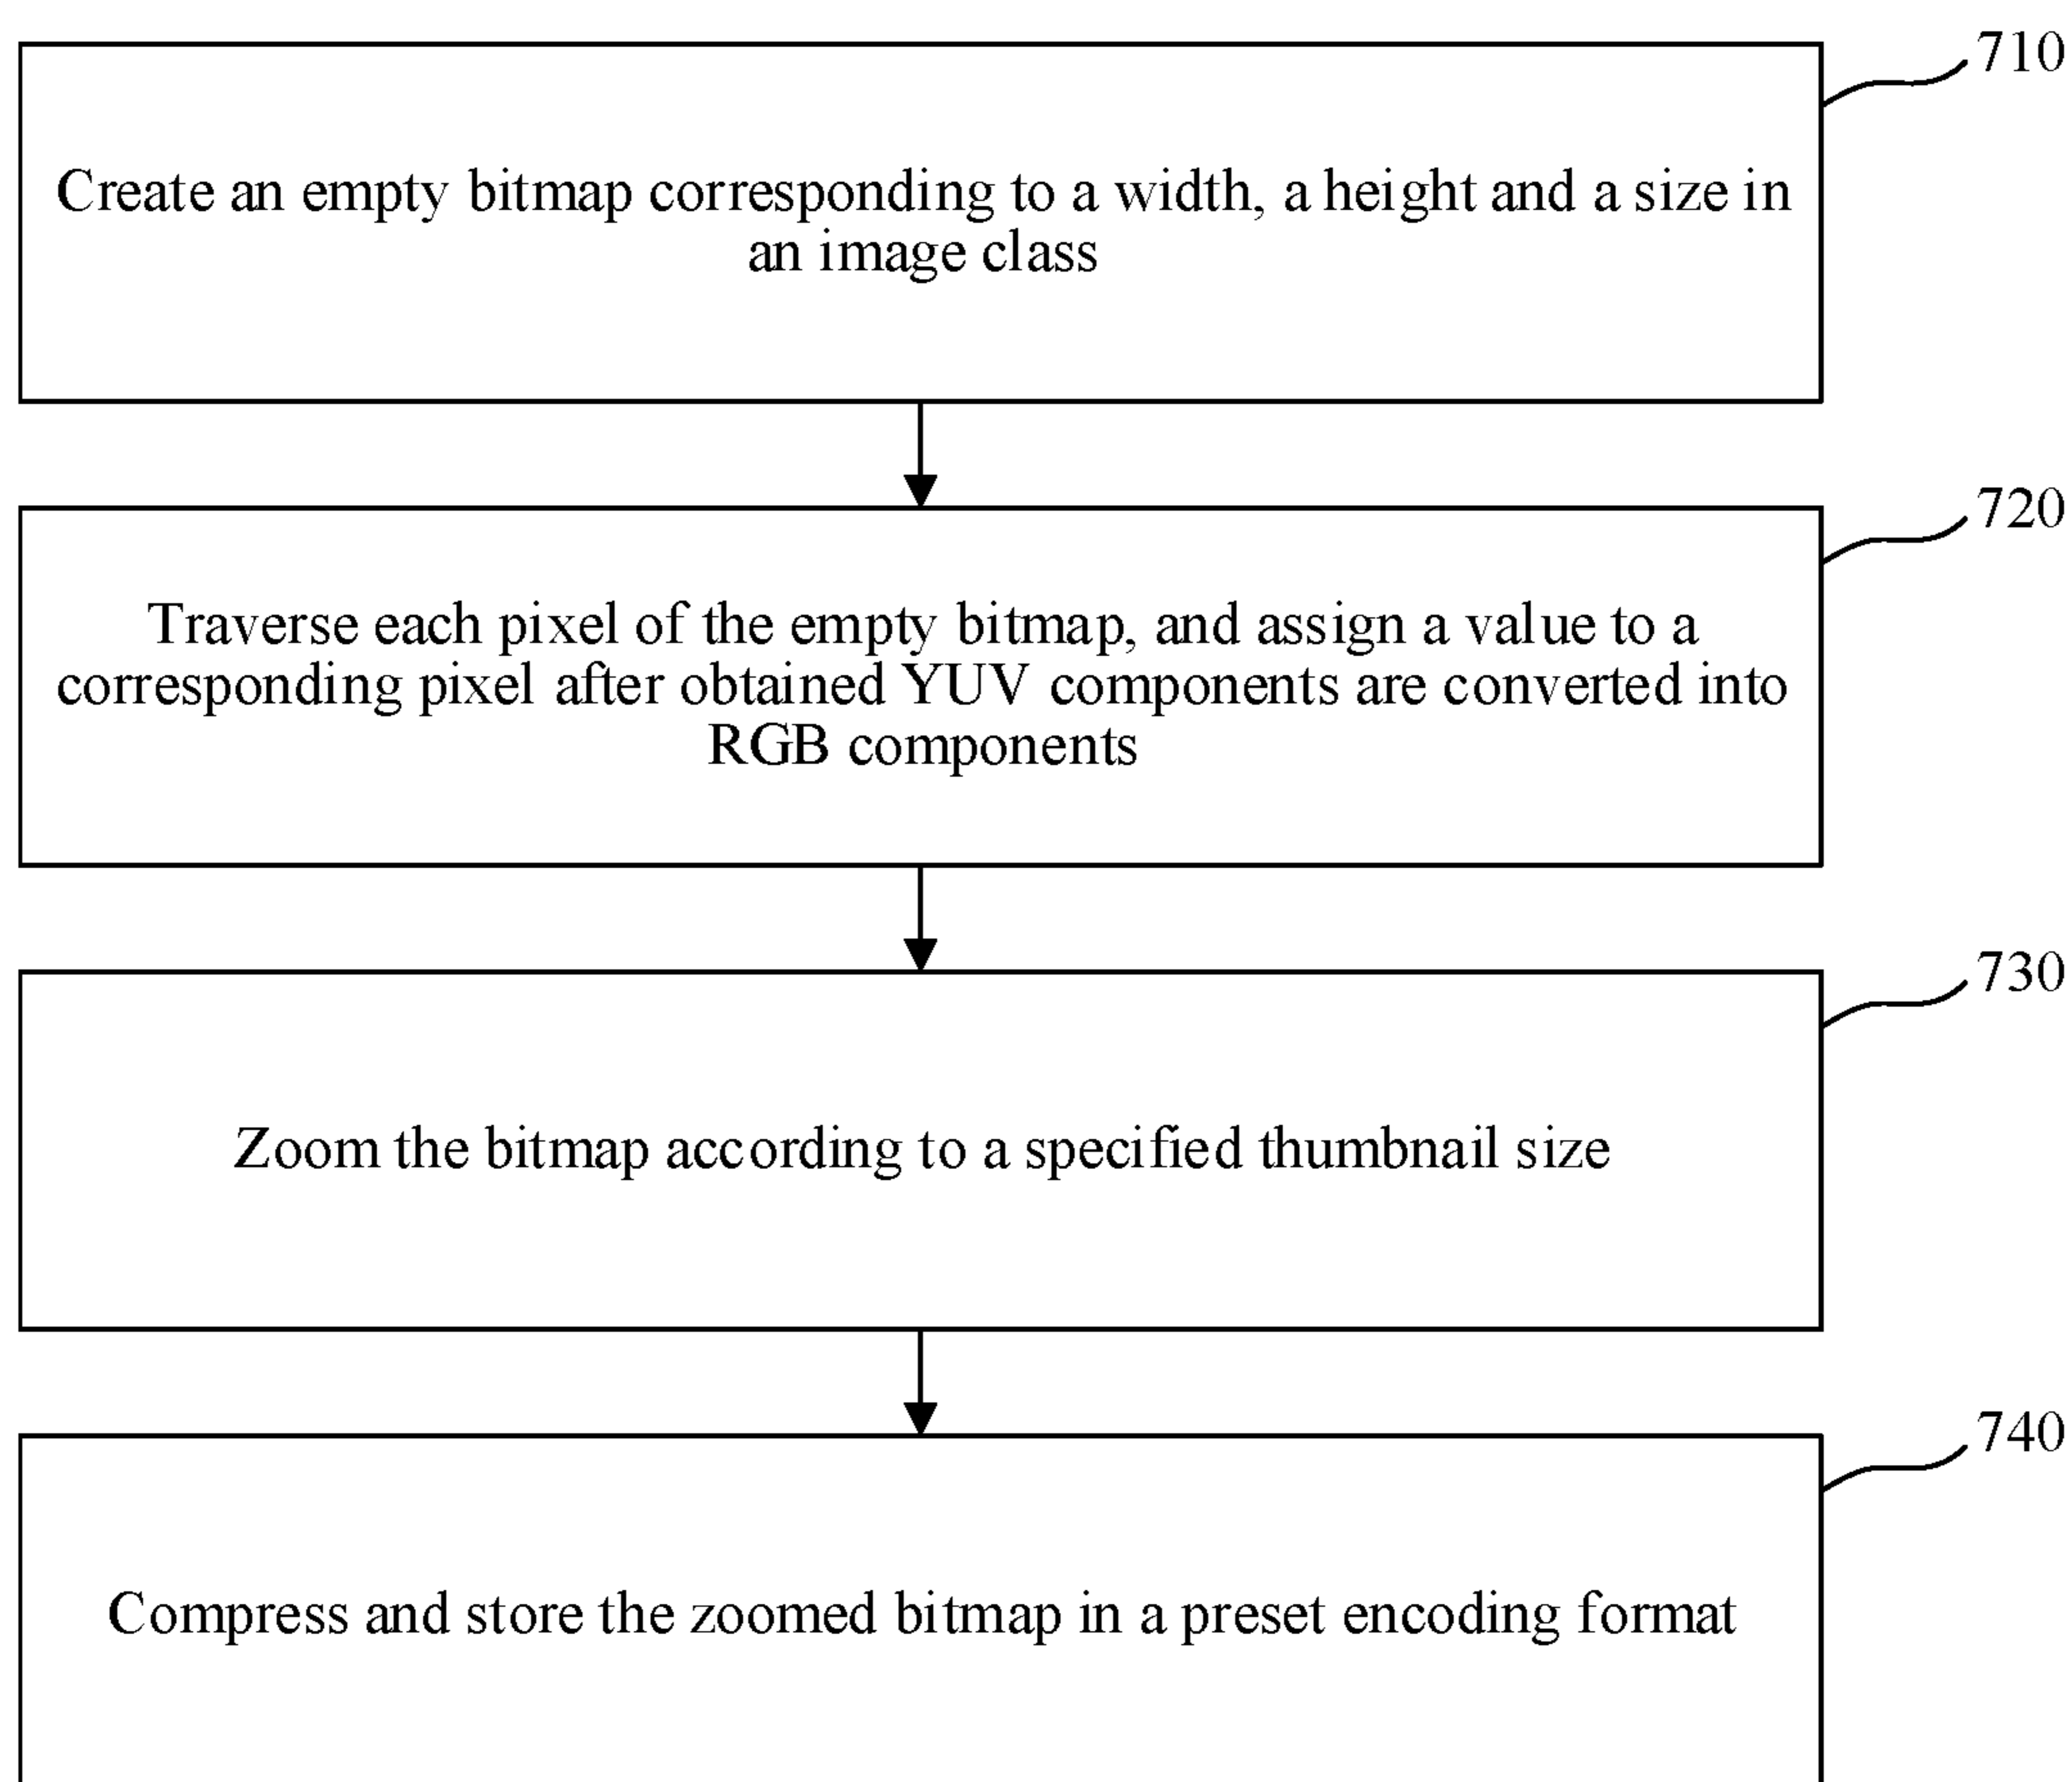 710
Create an empty bitmap corresponding to a width, a height and a size in
an image class
720
Traverse each pixel of the empty bitmap, and assign a value to a
corresponding pixel after obtained YUV components are converted into
RGB components
730
Zoom the bitmap according to a specified thumbnail size
740
Compress and store the zoomed bitmap in a preset encoding format